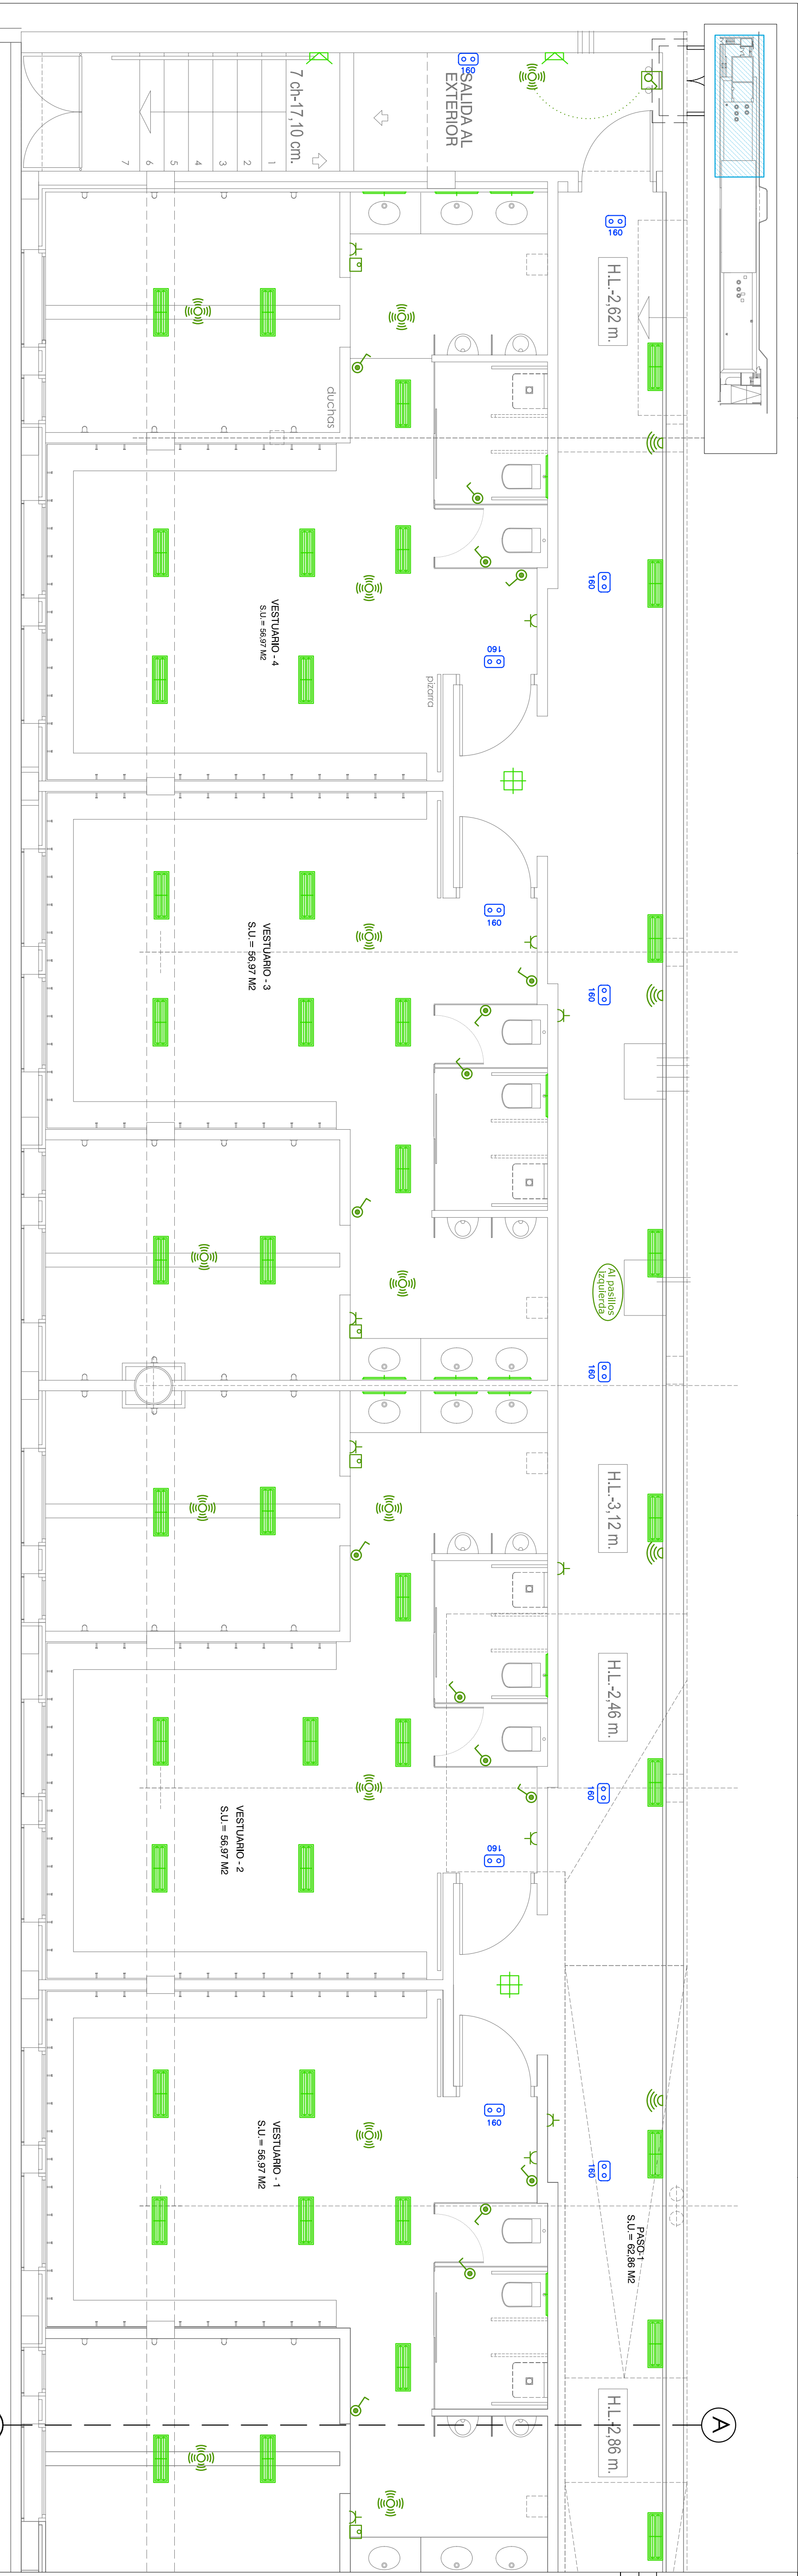 SALIDA AL
EXTERIOR
160
7 ch-17,10 cm.
1
2
3
4
5
6
7
160
H.L.-2,62 m.
duchas
160
VESTUARIO - 4
S.U.= 56,97 M2
160
pizarra
160
VESTUARIO - 3
S.U.= 56,97 M2
160
Al pasillos
izquierda
160
H.L.-3,12 m.
H.L.-2,46 m.
160
VESTUARIO - 2
S.U.= 56,97 M2
160
160
VESTUARIO - 1
S.U.= 56,97 M2
160
PASO-1
S.U.= 62,86 M2
H.L.-2,86 m.
A